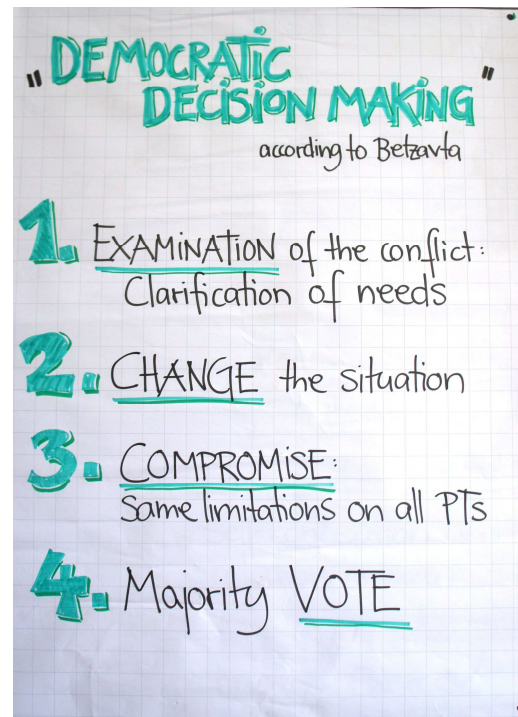 "DEMOCRATIC
DECISION MAKING"
according to Betzavta
1. EXAMINATION of the conflict:
Clarification of needs
2. CHANGE the situation
3. COMPROMISE:
Same limitations on all PTs
4. Majority VOTE